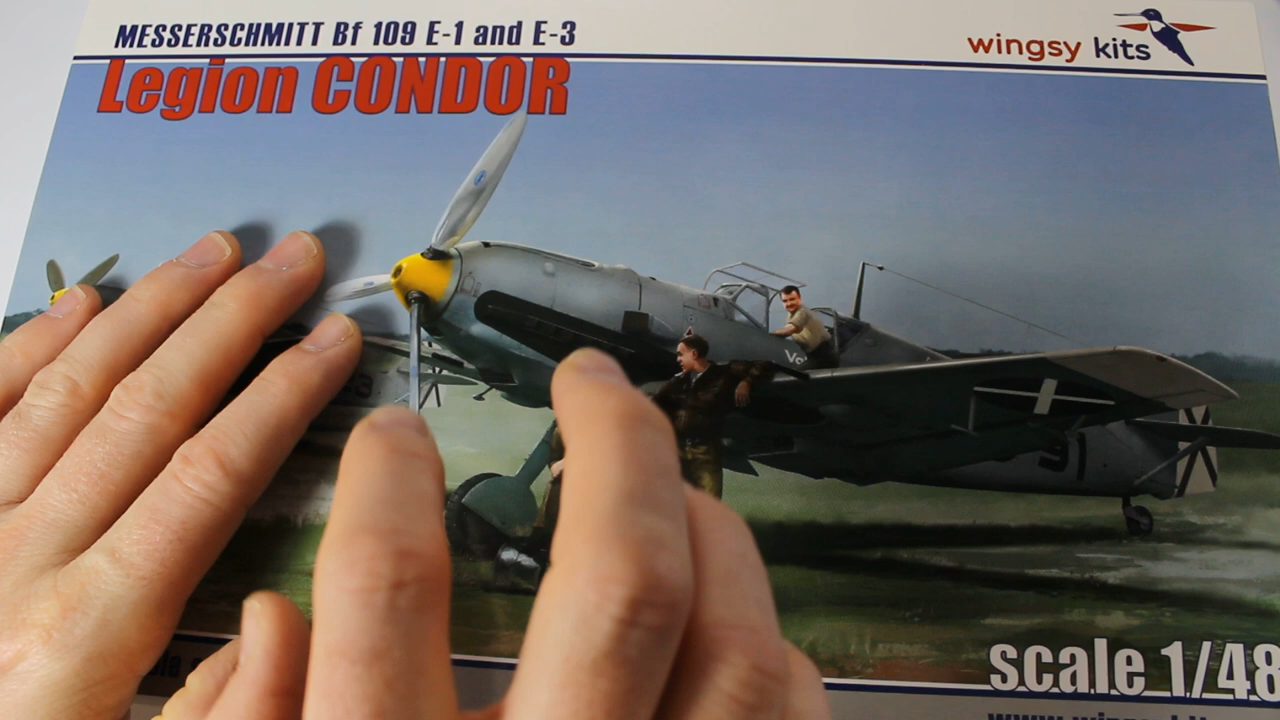 MESSERSCHMITT Bf 109 E-1 and E-3
wingsy kits
Legion CONDOR
scale 1/48